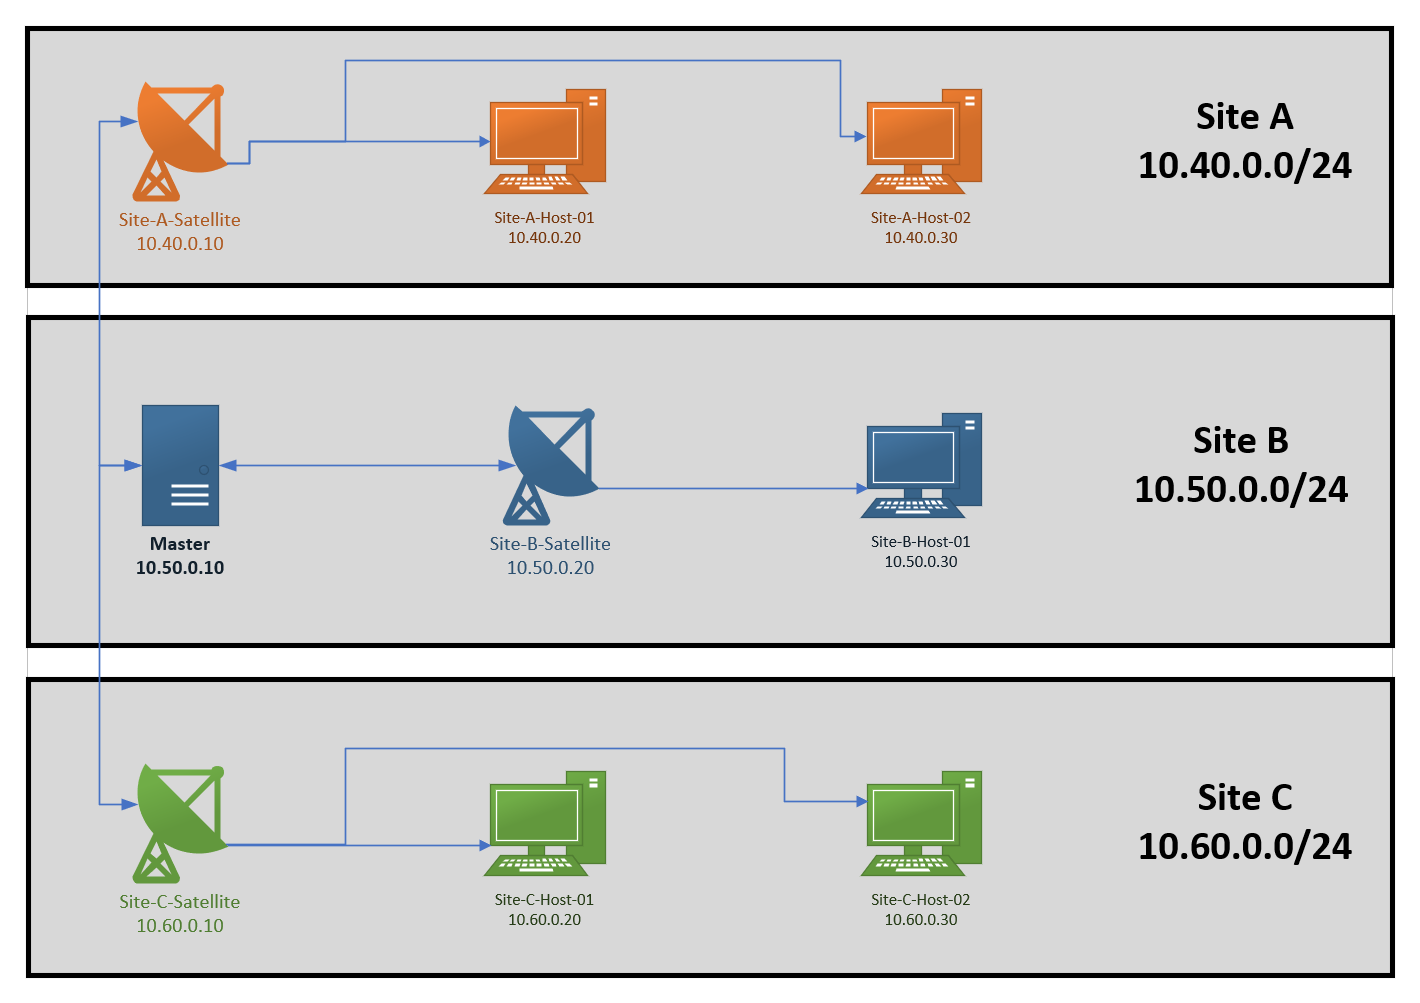 Site A
10.40.0.0/24
Site-A-Satellite
10.40.0.10
Site-A-Host-01
10.40.0.20
Site-A-Host-02
10.40.0.30
Site B
10.50.0.0/24
Master
10.50.0.10
Site-B-Satellite
10.50.0.20
Site-B-Host-01
10.50.0.30
Site C
10.60.0.0/24
Site-C-Satellite
10.60.0.10
Site-C-Host-01
10.60.0.20
Site-C-Host-02
10.60.0.30